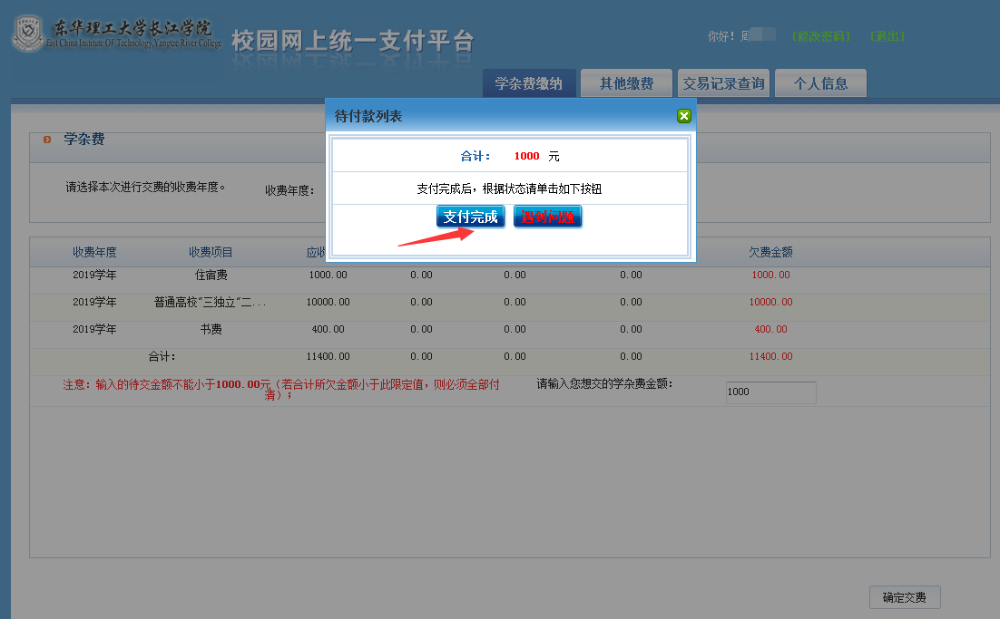 东华理工大学长江学院
East China Institute Of Technology,Yangtze River College
校园网上统一支付平台
你好！周
[修改密码] [退出]
学杂费缴纳 其他缴费 交易记录查询 个人信息
待付款列表
合计： 1000 元
支付完成后，根据状态请单击如下按钮
支付完成 遇到问题
学杂费
请选择本次进行交费的收费年度。 收费年度：
收费年度 收费项目 应收 欠费金额
2019学年 住宿费 1000.00 0.00 0.00 0.00 1000.00
2019学年 普通高校“三独立“二... 10000.00 0.00 0.00 0.00 10000.00
2019学年 书费 400.00 0.00 0.00 0.00 400.00
合计： 11400.00 0.00 0.00 0.00 11400.00
注意：输入的待交金额不能小于1000.00元（若合计所欠金额小于此限定值，则必须全部付
清）；
请输入您想交的学杂费金额：
1000
确定交费